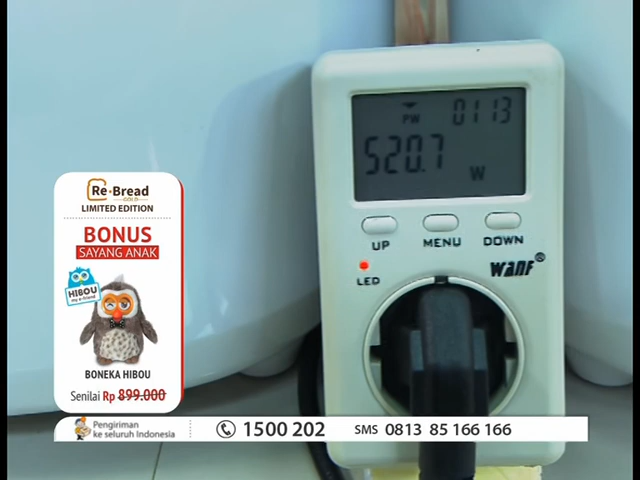 PW
0113
520.7
W
UP
MENU
DOWN
LED
WANF®
Re·Bread
GOLD
LIMITED EDITION
BONUS
SAYANG ANAK
HIBOU
my e-friend
BONEKA HIBOU
Senilai Rp 899.000
Pengiriman
ke seluruh Indonesia
1500 202
SMS 0813 85 166 166